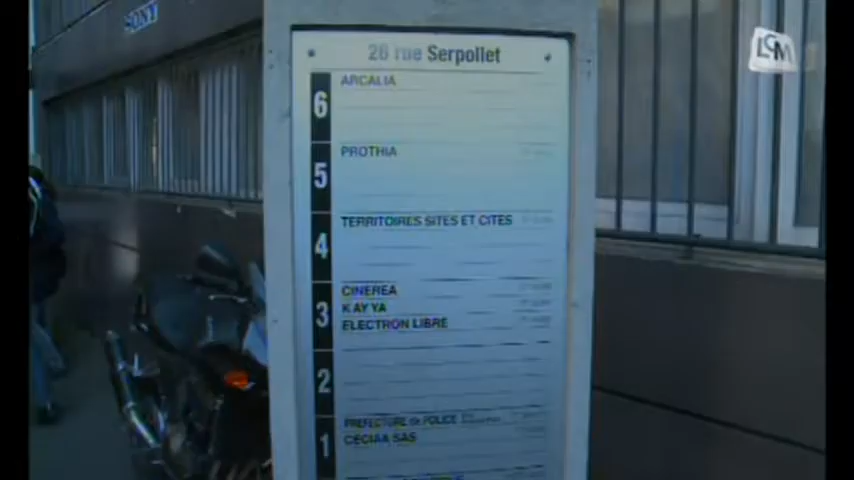 SONY
LCM
26 rue Serpollet
6 ARCALIA
5 PROTHIA
4 TERRITOIRES SITES ET CITES
3 CINEREA
KAYYA
ELECTRON LIBRE
2
1 PREFECTURE DE POLICE
CECIAA SAS